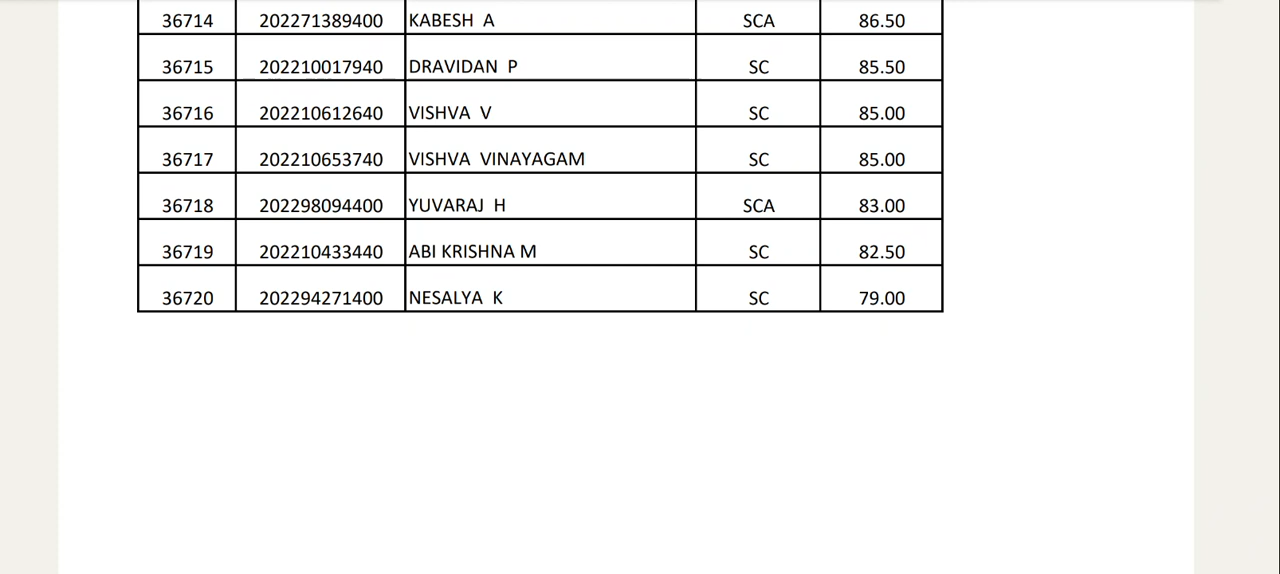 36714 202271389400 KABESH A SCA 86.50
36715 202210017940 DRAVIDAN P SC 85.50
36716 202210612640 VISHVA V SC 85.00
36717 202210653740 VISHVA VINAYAGAM SC 85.00
36718 202298094400 YUVARAJ H SCA 83.00
36719 202210433440 ABI KRISHNA M SC 82.50
36720 202294271400 NESALYA K SC 79.00